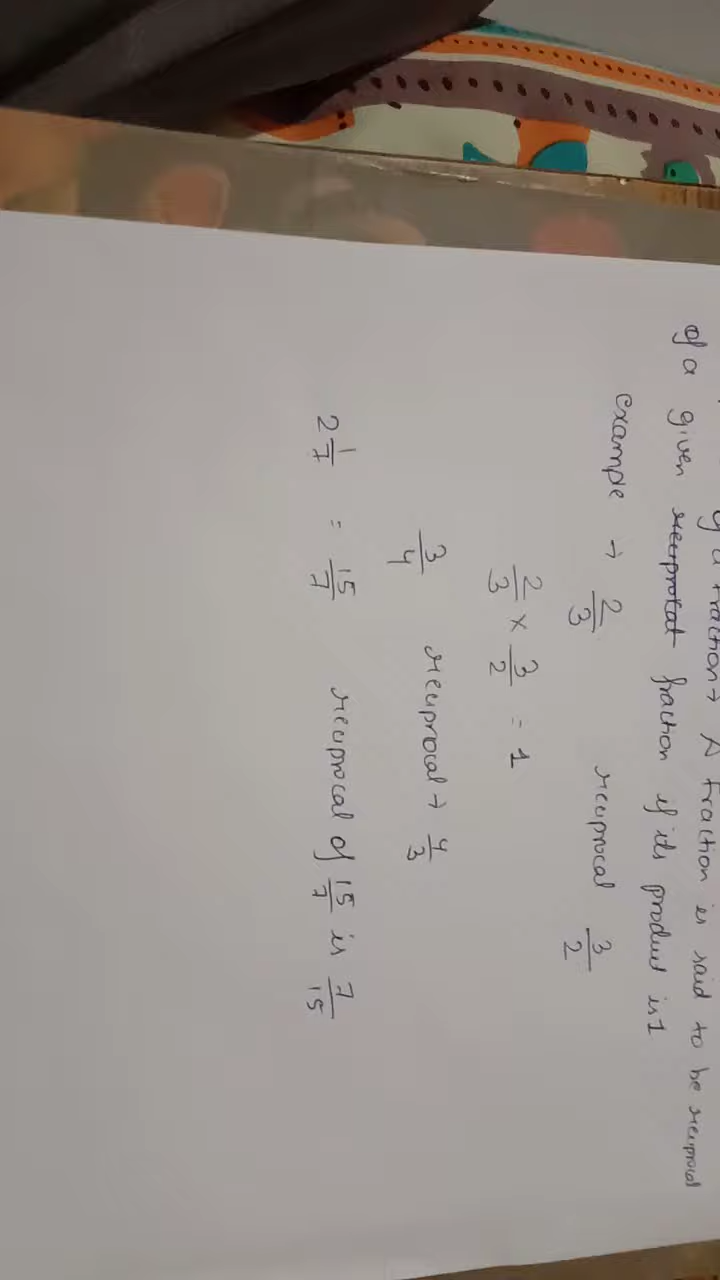 of a fraction → A fraction is said to be reciprocal
of a given fraction if its product is 1
example → 2/3 reciprocal 3/2
2/3 × 3/2 = 1
3/4 reciprocal → 4/3
2 1/7 = 15/7 reciprocal of 15/7 is 7/15